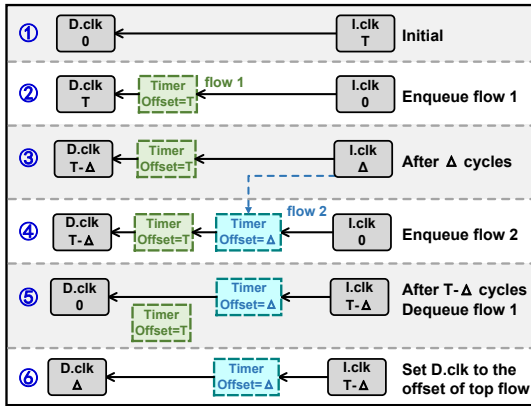 ① D.clk 0 I.clk T Initial
② D.clk T Timer Offset=T flow 1 I.clk 0 Enqueue flow 1
③ D.clk T-Δ Timer Offset=T I.clk Δ After Δ cycles
④ D.clk T-Δ Timer Offset=T Timer Offset=Δ flow 2 I.clk 0 Enqueue flow 2
⑤ D.clk 0 Timer Offset=T Timer Offset=Δ I.clk T-Δ After T-Δ cycles
Dequeue flow 1
⑥ D.clk Δ Timer Offset=Δ I.clk T-Δ Set D.clk to the
offset of top flow